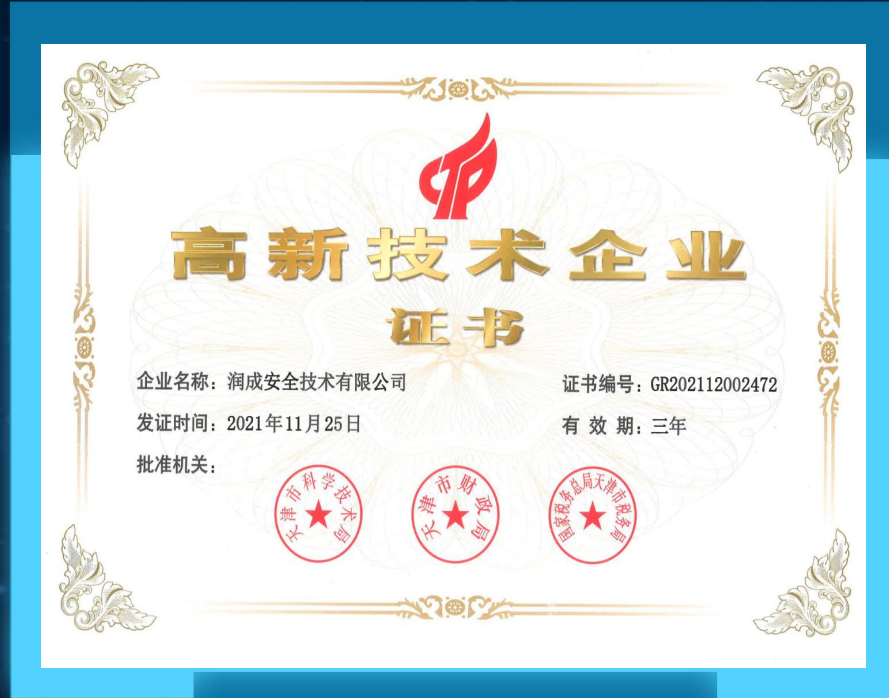 高新技术企业
证书
企业名称：润成安全技术有限公司
证书编号：GR202112002472
发证时间：2021年11月25日
有效期：三年
批准机关：
天津市科学技术局
天津市财政局
国家税务总局天津市税务局